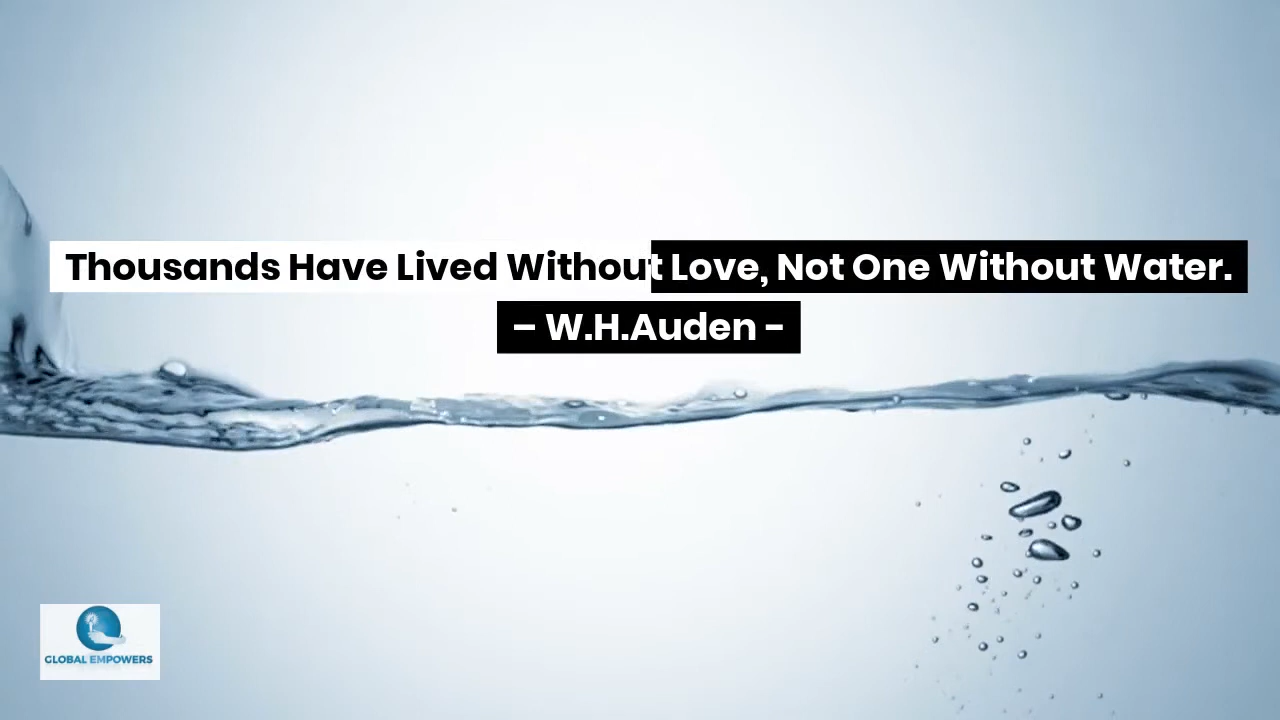 Thousands Have Lived Without Love, Not One Without Water.
– W.H.Auden -
GLOBAL EMPOWERS